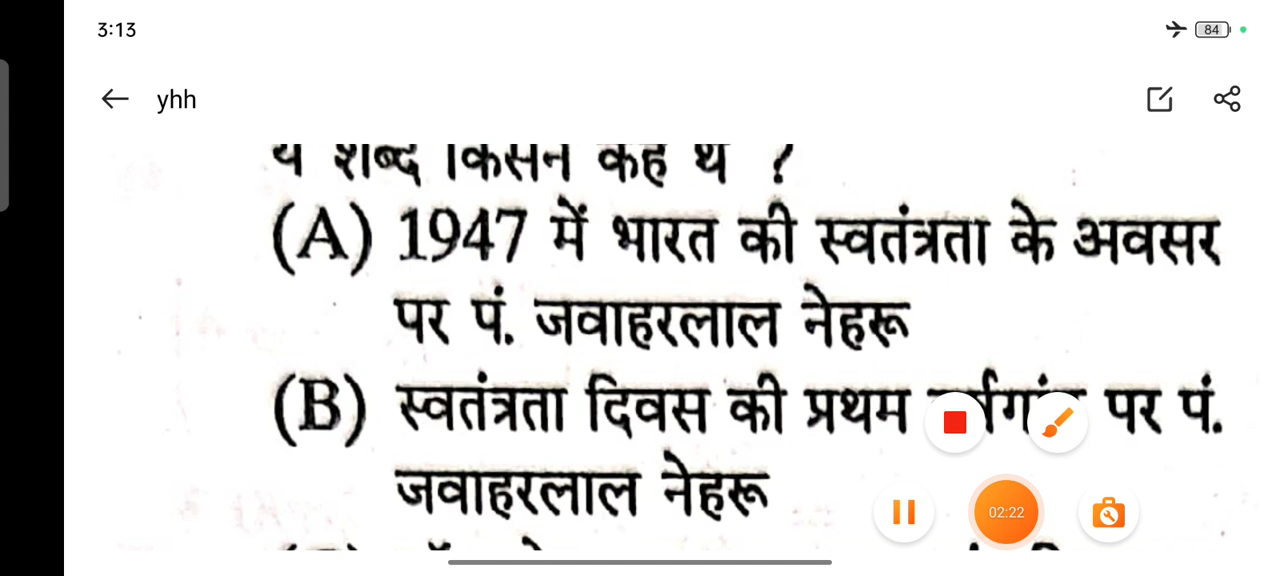 3:13
84
yhh
ये शब्द किसने कहे थे ?
(A) 1947 में भारत की स्वतंत्रता के अवसर
पर पं. जवाहरलाल नेहरू
(B) स्वतंत्रता दिवस की प्रथम पर पं.
जवाहरलाल नेहरू
02:22